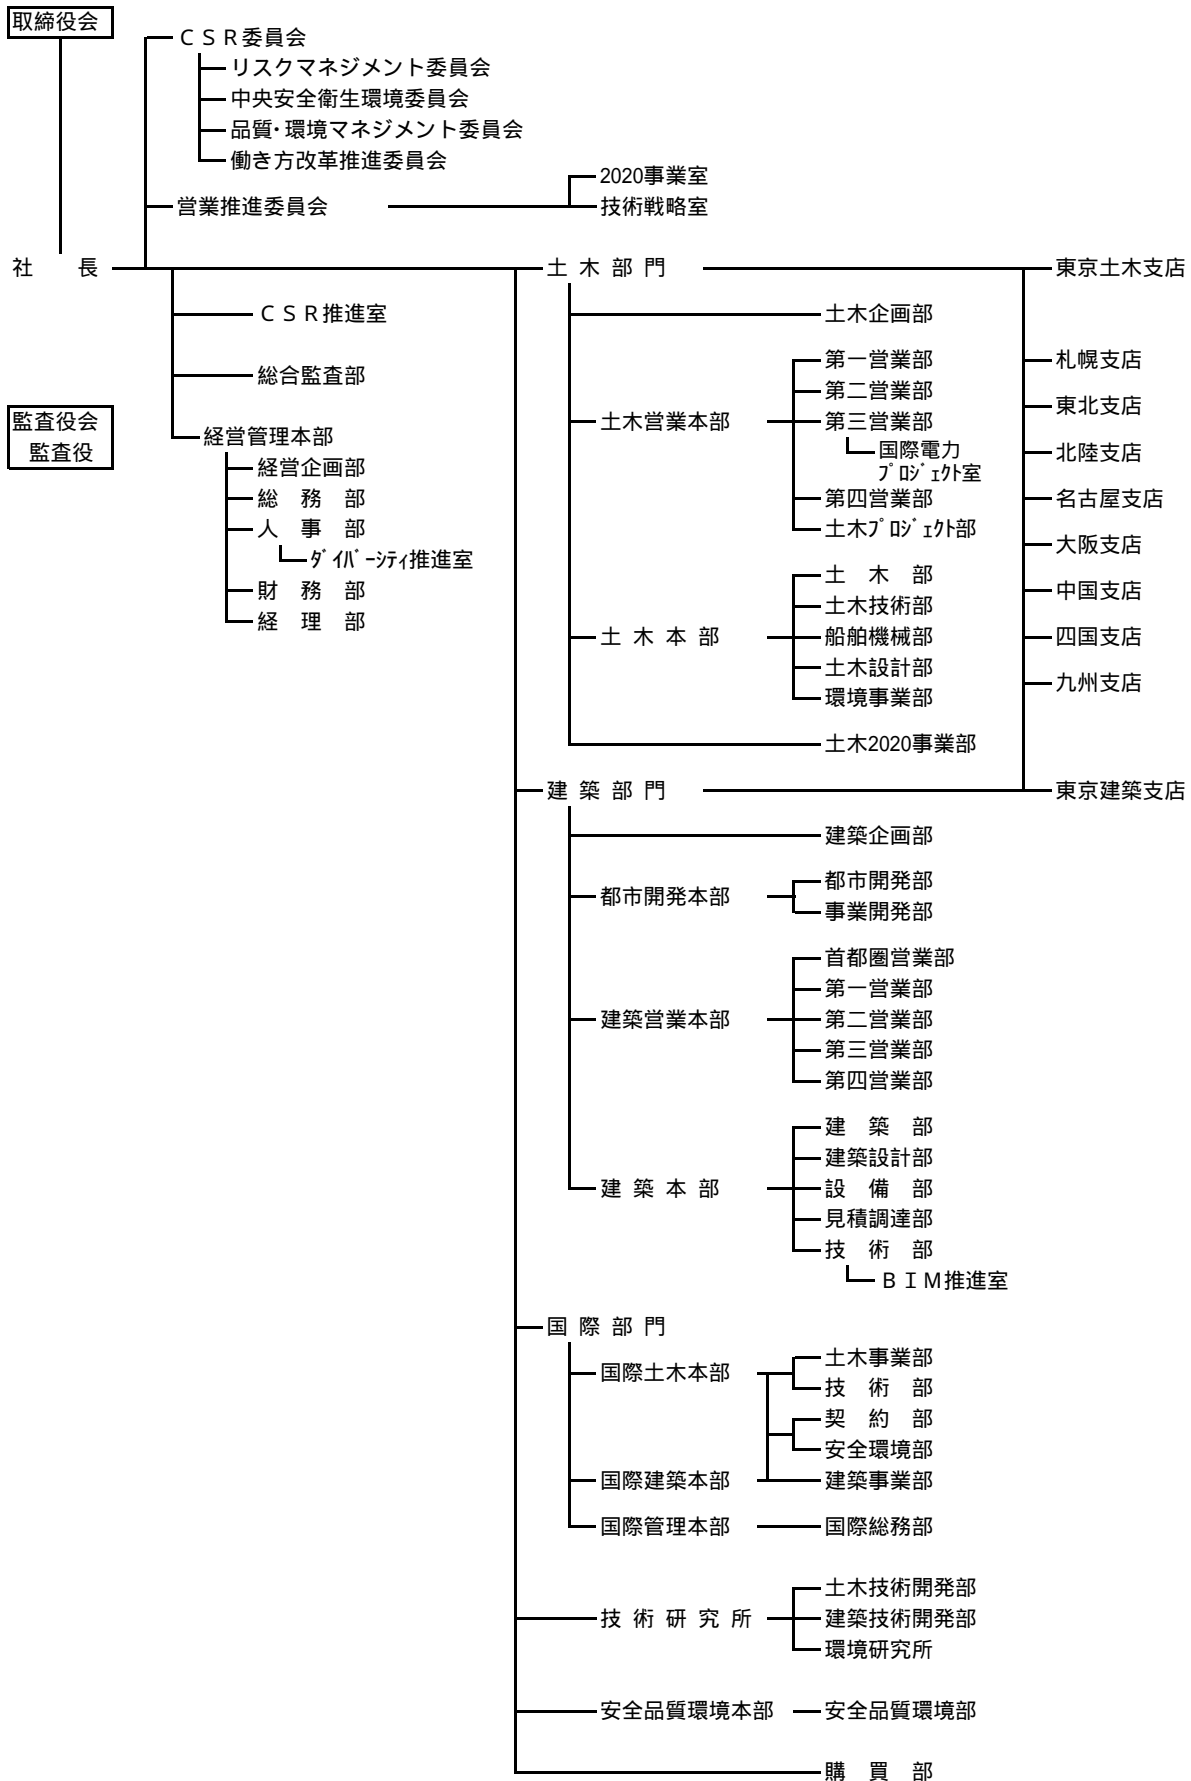 取締役会
ＣＳＲ委員会
リスクマネジメント委員会
中央安全衛生環境委員会
品質・環境マネジメント委員会
働き方改革推進委員会
営業推進委員会
2020事業室
技術戦略室
社　　長
ＣＳＲ推進室
総合監査部
監査役会
監査役
経営管理本部
経営企画部
総　務　部
人　事　部
ﾀﾞｲﾊﾞｰｼﾃｨ推進室
財　務　部
経　理　部
土 木 部 門
土木企画部
土木営業本部
第一営業部
第二営業部
第三営業部
国際電力
ﾌﾟﾛｼﾞｪｸﾄ室
第四営業部
土木ﾌﾟﾛｼﾞｪｸﾄ部
土 木 本 部
土　木　部
土木技術部
船舶機械部
土木設計部
環境事業部
土木2020事業部
東京土木支店
札幌支店
東北支店
北陸支店
名古屋支店
大阪支店
中国支店
四国支店
九州支店
東京建築支店
建 築 部 門
建築企画部
都市開発本部
都市開発部
事業開発部
建築営業本部
首都圏営業部
第一営業部
第二営業部
第三営業部
第四営業部
建 築 本 部
建　築　部
建築設計部
設　備　部
見積調達部
技　術　部
ＢＩＭ推進室
国 際 部 門
国際土木本部
土木事業部
技　術　部
契　約　部
安全環境部
国際建築本部
建築事業部
国際管理本部
国際総務部
技 術 研 究 所
土木技術開発部
建築技術開発部
環境研究所
安全品質環境本部
安全品質環境部
購　買　部